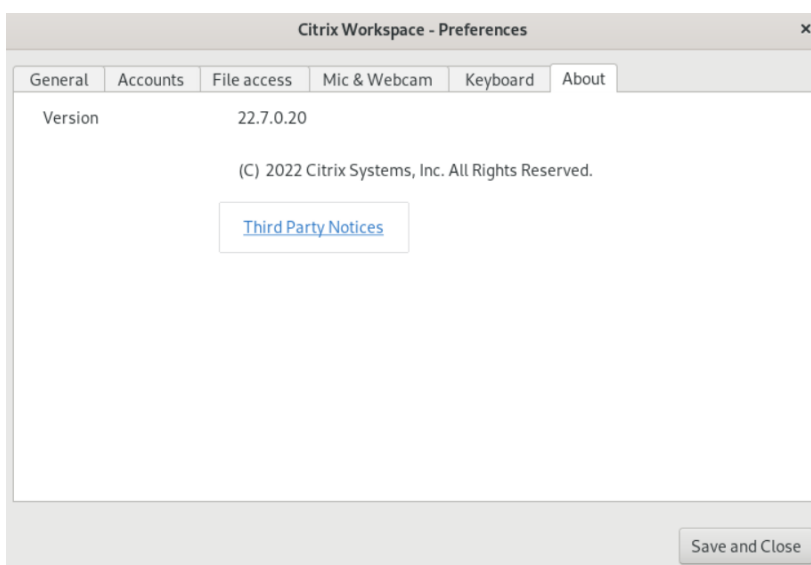 Citrix Workspace - Preferences ×
General Accounts File access Mic & Webcam Keyboard About
Version 22.7.0.20
(C) 2022 Citrix Systems, Inc. All Rights Reserved.
Third Party Notices
Save and Close